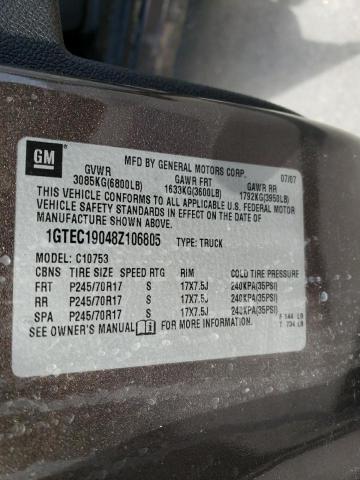 GM
MFD BY GENERAL MOTORS CORP. 07/07
GVWR GAWR FRT GAWR RR
3085KG(6800LB) 1633KG(3600LB) 1792KG(3950LB)
THIS VEHICLE CONFORMS TO ALL APPLICABLE U.S. FEDERAL MOTOR
VEHICLE SAFETY STANDARDS IN EFFECT ON THE DATE OF
MANUFACTURE SHOWN ABOVE.
1GTEC19048Z106805 TYPE: TRUCK
MODEL: C10753
CBNS TIRE SIZE SPEED RTG RIM COLD TIRE PRESSURE
FRT P245/70R17 S 17X7.5J 240KPA(35PSI)
RR P245/70R17 S 17X7.5J 240KPA(35PSI)
SPA P245/70R17 S 17X7.5J 240KPA(35PSI)
SEE OWNER'S MANUAL FOR MORE INFORMATION.
F 144 LB
T 734 LB